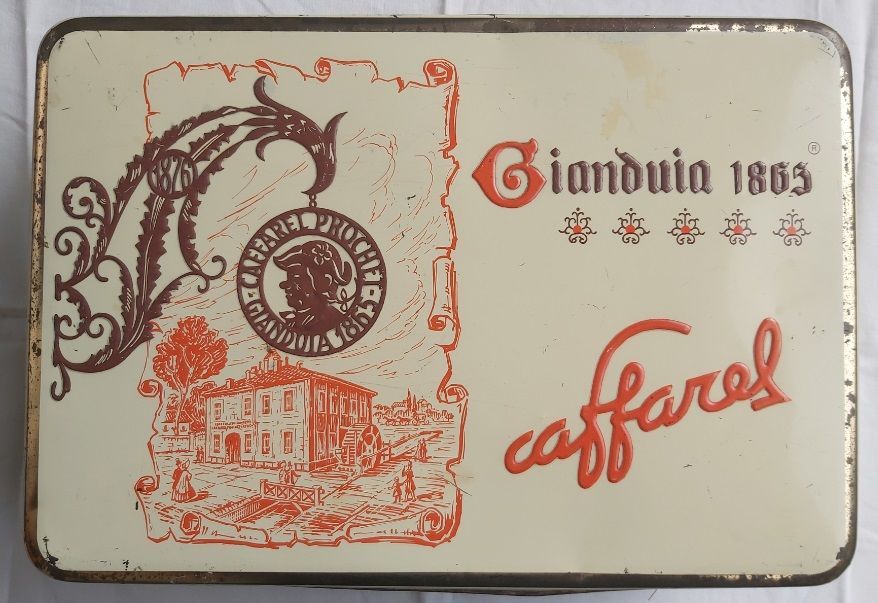 1876
CAFFAREL PROCHET
GIANDUIA 1865
Gianduia 1865®
caffarel